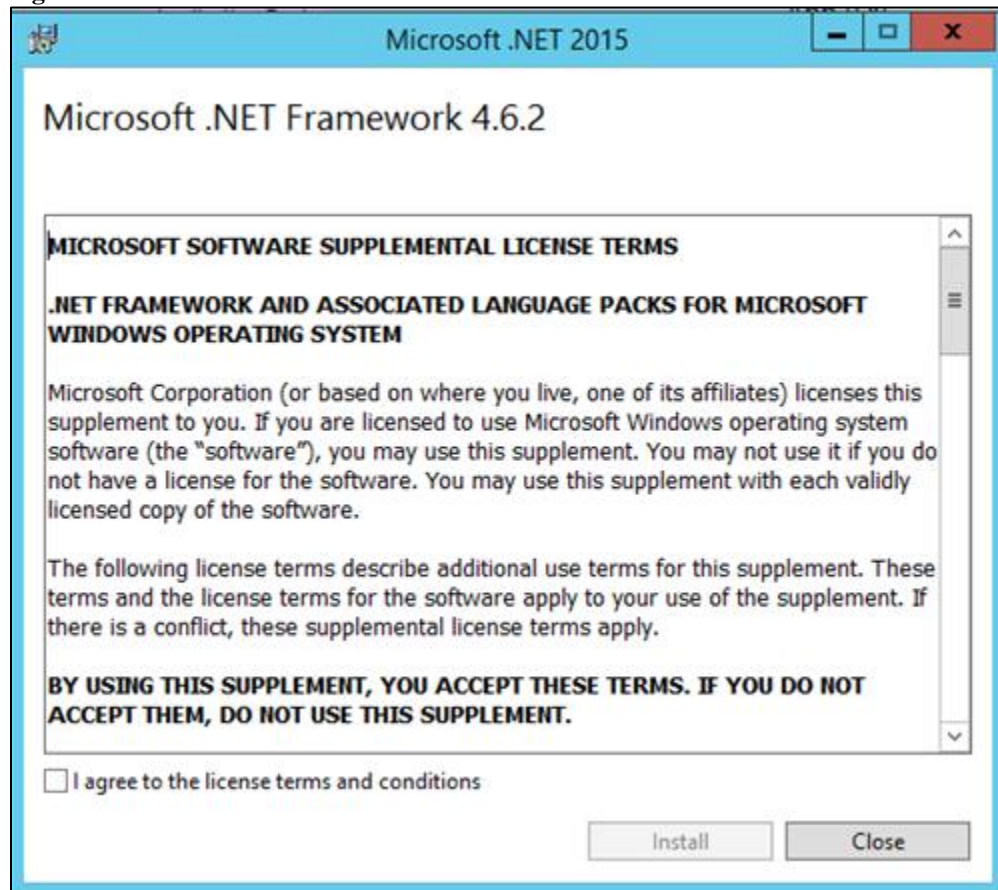 Microsoft .NET 2015
Microsoft .NET Framework 4.6.2
MICROSOFT SOFTWARE SUPPLEMENTAL LICENSE TERMS
.NET FRAMEWORK AND ASSOCIATED LANGUAGE PACKS FOR MICROSOFT
WINDOWS OPERATING SYSTEM
Microsoft Corporation (or based on where you live, one of its affiliates) licenses this
supplement to you. If you are licensed to use Microsoft Windows operating system
software (the “software”), you may use this supplement. You may not use it if you do
not have a license for the software. You may use this supplement with each validly
licensed copy of the software.
The following license terms describe additional use terms for this supplement. These
terms and the license terms for the software apply to your use of the supplement. If
there is a conflict, these supplemental license terms apply.
BY USING THIS SUPPLEMENT, YOU ACCEPT THESE TERMS. IF YOU DO NOT
ACCEPT THEM, DO NOT USE THIS SUPPLEMENT.
I agree to the license terms and conditions
Install
Close